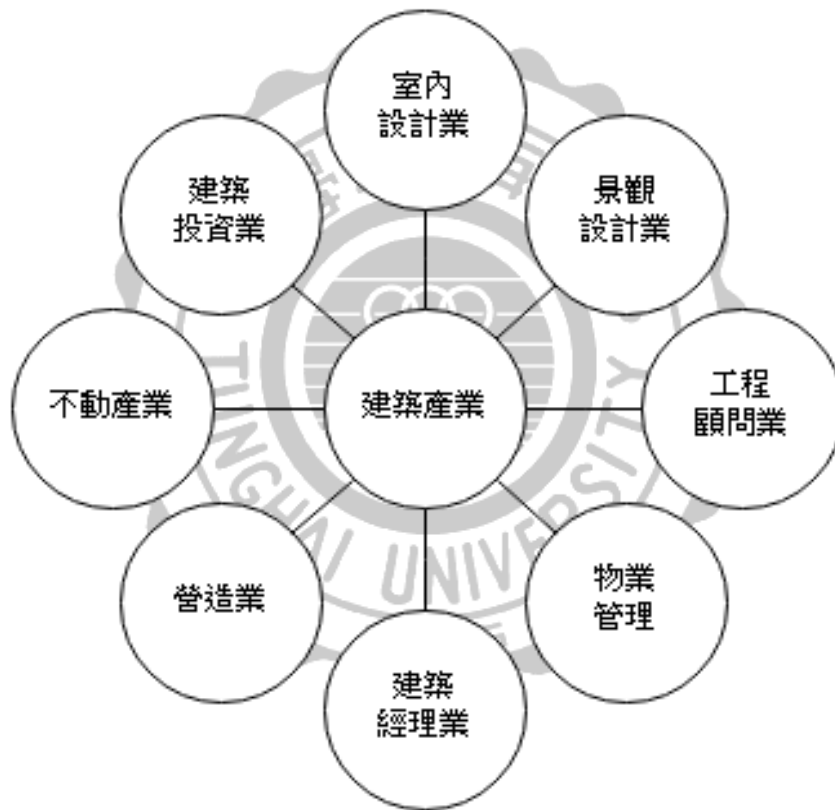 室內
設計業
建築
投資業
景觀
設計業
不動產業
建築產業
工程
顧問業
營造業
物業
管理
建築
經理業
TUNGHAI UNIVERSITY